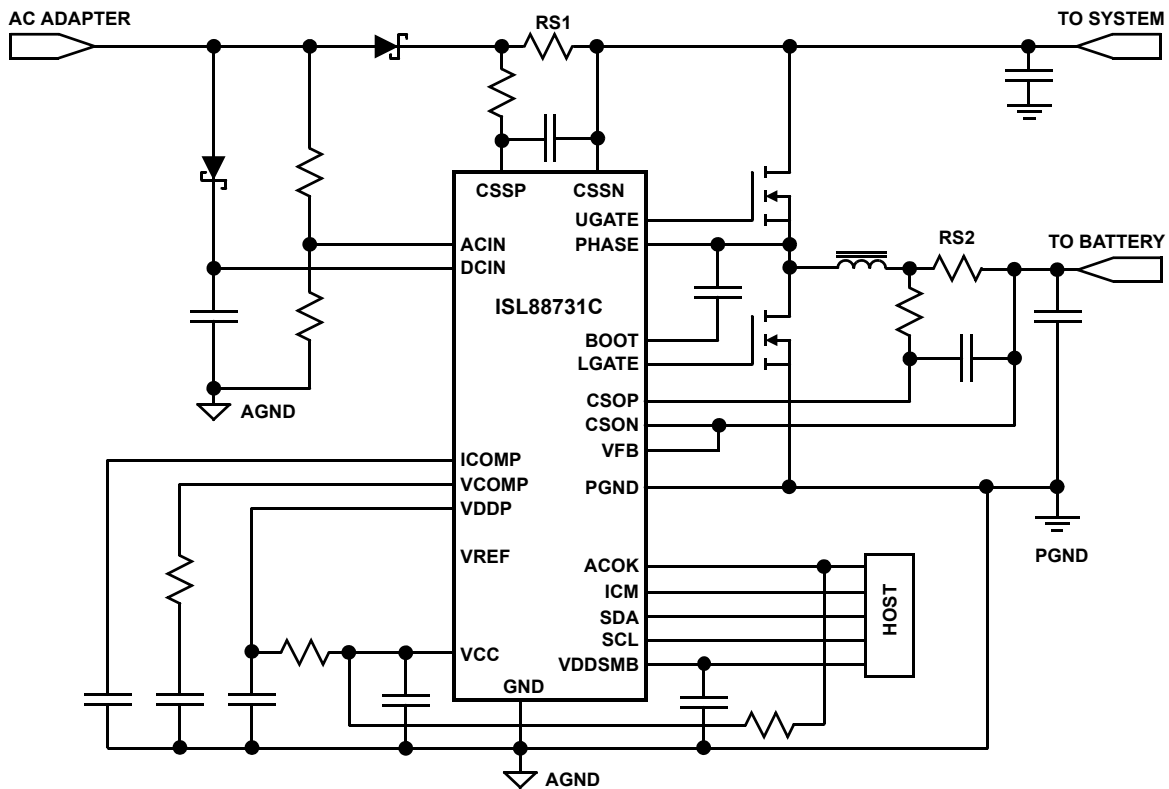 AC ADAPTER
RS1
TO SYSTEM
CSSP
CSSN
UGATE
PHASE
ACIN
DCIN
RS2
TO BATTERY
ISL88731C
BOOT
LGATE
CSOP
CSON
VFB
AGND
ICOMP
VCOMP
VDDP
PGND
VREF
PGND
ACOK
ICM
SDA
SCL
VDDSMB
HOST
VCC
GND
AGND